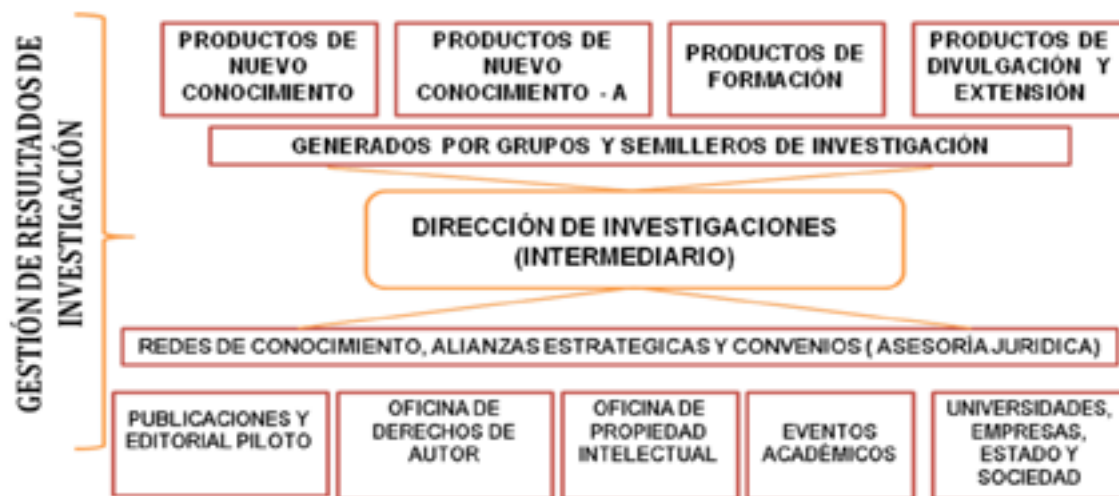 GESTIÓN DE RESULTADOS DE
INVESTIGACIÓN
PRODUCTOS DE
NUEVO
CONOCIMIENTO
PRODUCTOS DE
NUEVO
CONOCIMIENTO - A
PRODUCTOS DE
FORMACIÓN
PRODUCTOS DE
DIVULGACIÓN Y
EXTENSIÓN
GENERADOS POR GRUPOS Y SEMILLEROS DE INVESTIGACIÓN
DIRECCIÓN DE INVESTIGACIONES
(INTERMEDIARIO)
REDES DE CONOCIMIENTO, ALIANZAS ESTRATEGICAS Y CONVENIOS ( ASESORÍA JURIDICA)
PUBLICACIONES Y
EDITORIAL PILOTO
OFICINA DE
DERECHOS DE
AUTOR
OFICINA DE
PROPIEDAD
INTELECTUAL
EVENTOS
ACADÉMICOS
UNIVERSIDADES,
EMPRESAS,
ESTADO Y
SOCIEDAD